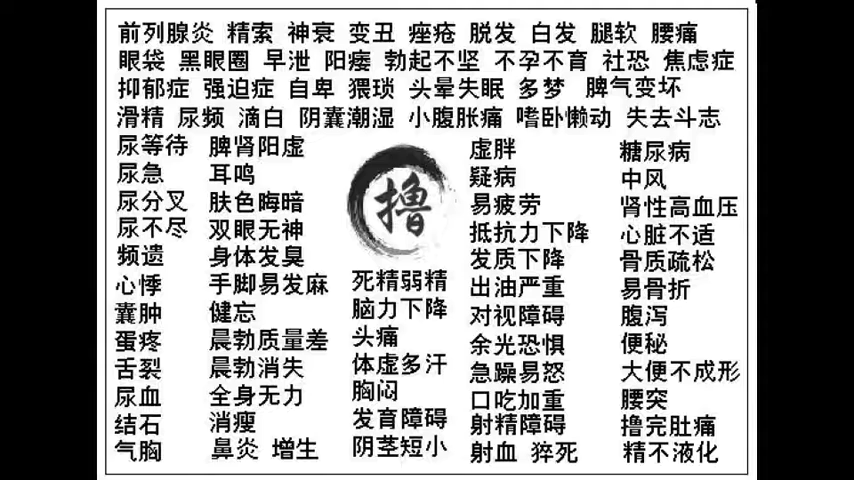 前列腺炎 精索 神衰 变丑 痤疮 脱发 白发 腿软 腰痛
眼袋 黑眼圈 早泄 阳痿 勃起不坚 不孕不育 社恐 焦虑症
抑郁症 强迫症 自卑 猥琐 头晕失眠 多梦 脾气变坏
滑精 尿频 滴白 阴囊潮湿 小腹胀痛 嗜卧懒动 失去斗志
尿等待
尿急
尿分叉
尿不尽
频遗
心悸
囊肿
蛋疼
舌裂
尿血
结石
气胸
脾肾阳虚
耳鸣
肤色晦暗
双眼无神
身体发臭
手脚易发麻
健忘
晨勃质量差
晨勃消失
全身无力
消瘦
鼻炎 增生
撸
死精弱精
脑力下降
头痛
体虚多汗
胸闷
发育障碍
阴茎短小
虚胖
疑病
易疲劳
抵抗力下降
发质下降
出油严重
对视障碍
余光恐惧
急躁易怒
口吃加重
射精障碍
射血 猝死
糖尿病
中风
肾性高血压
心脏不适
骨质疏松
易骨折
腹泻
便秘
大便不成形
腰突
撸完肚痛
精不液化